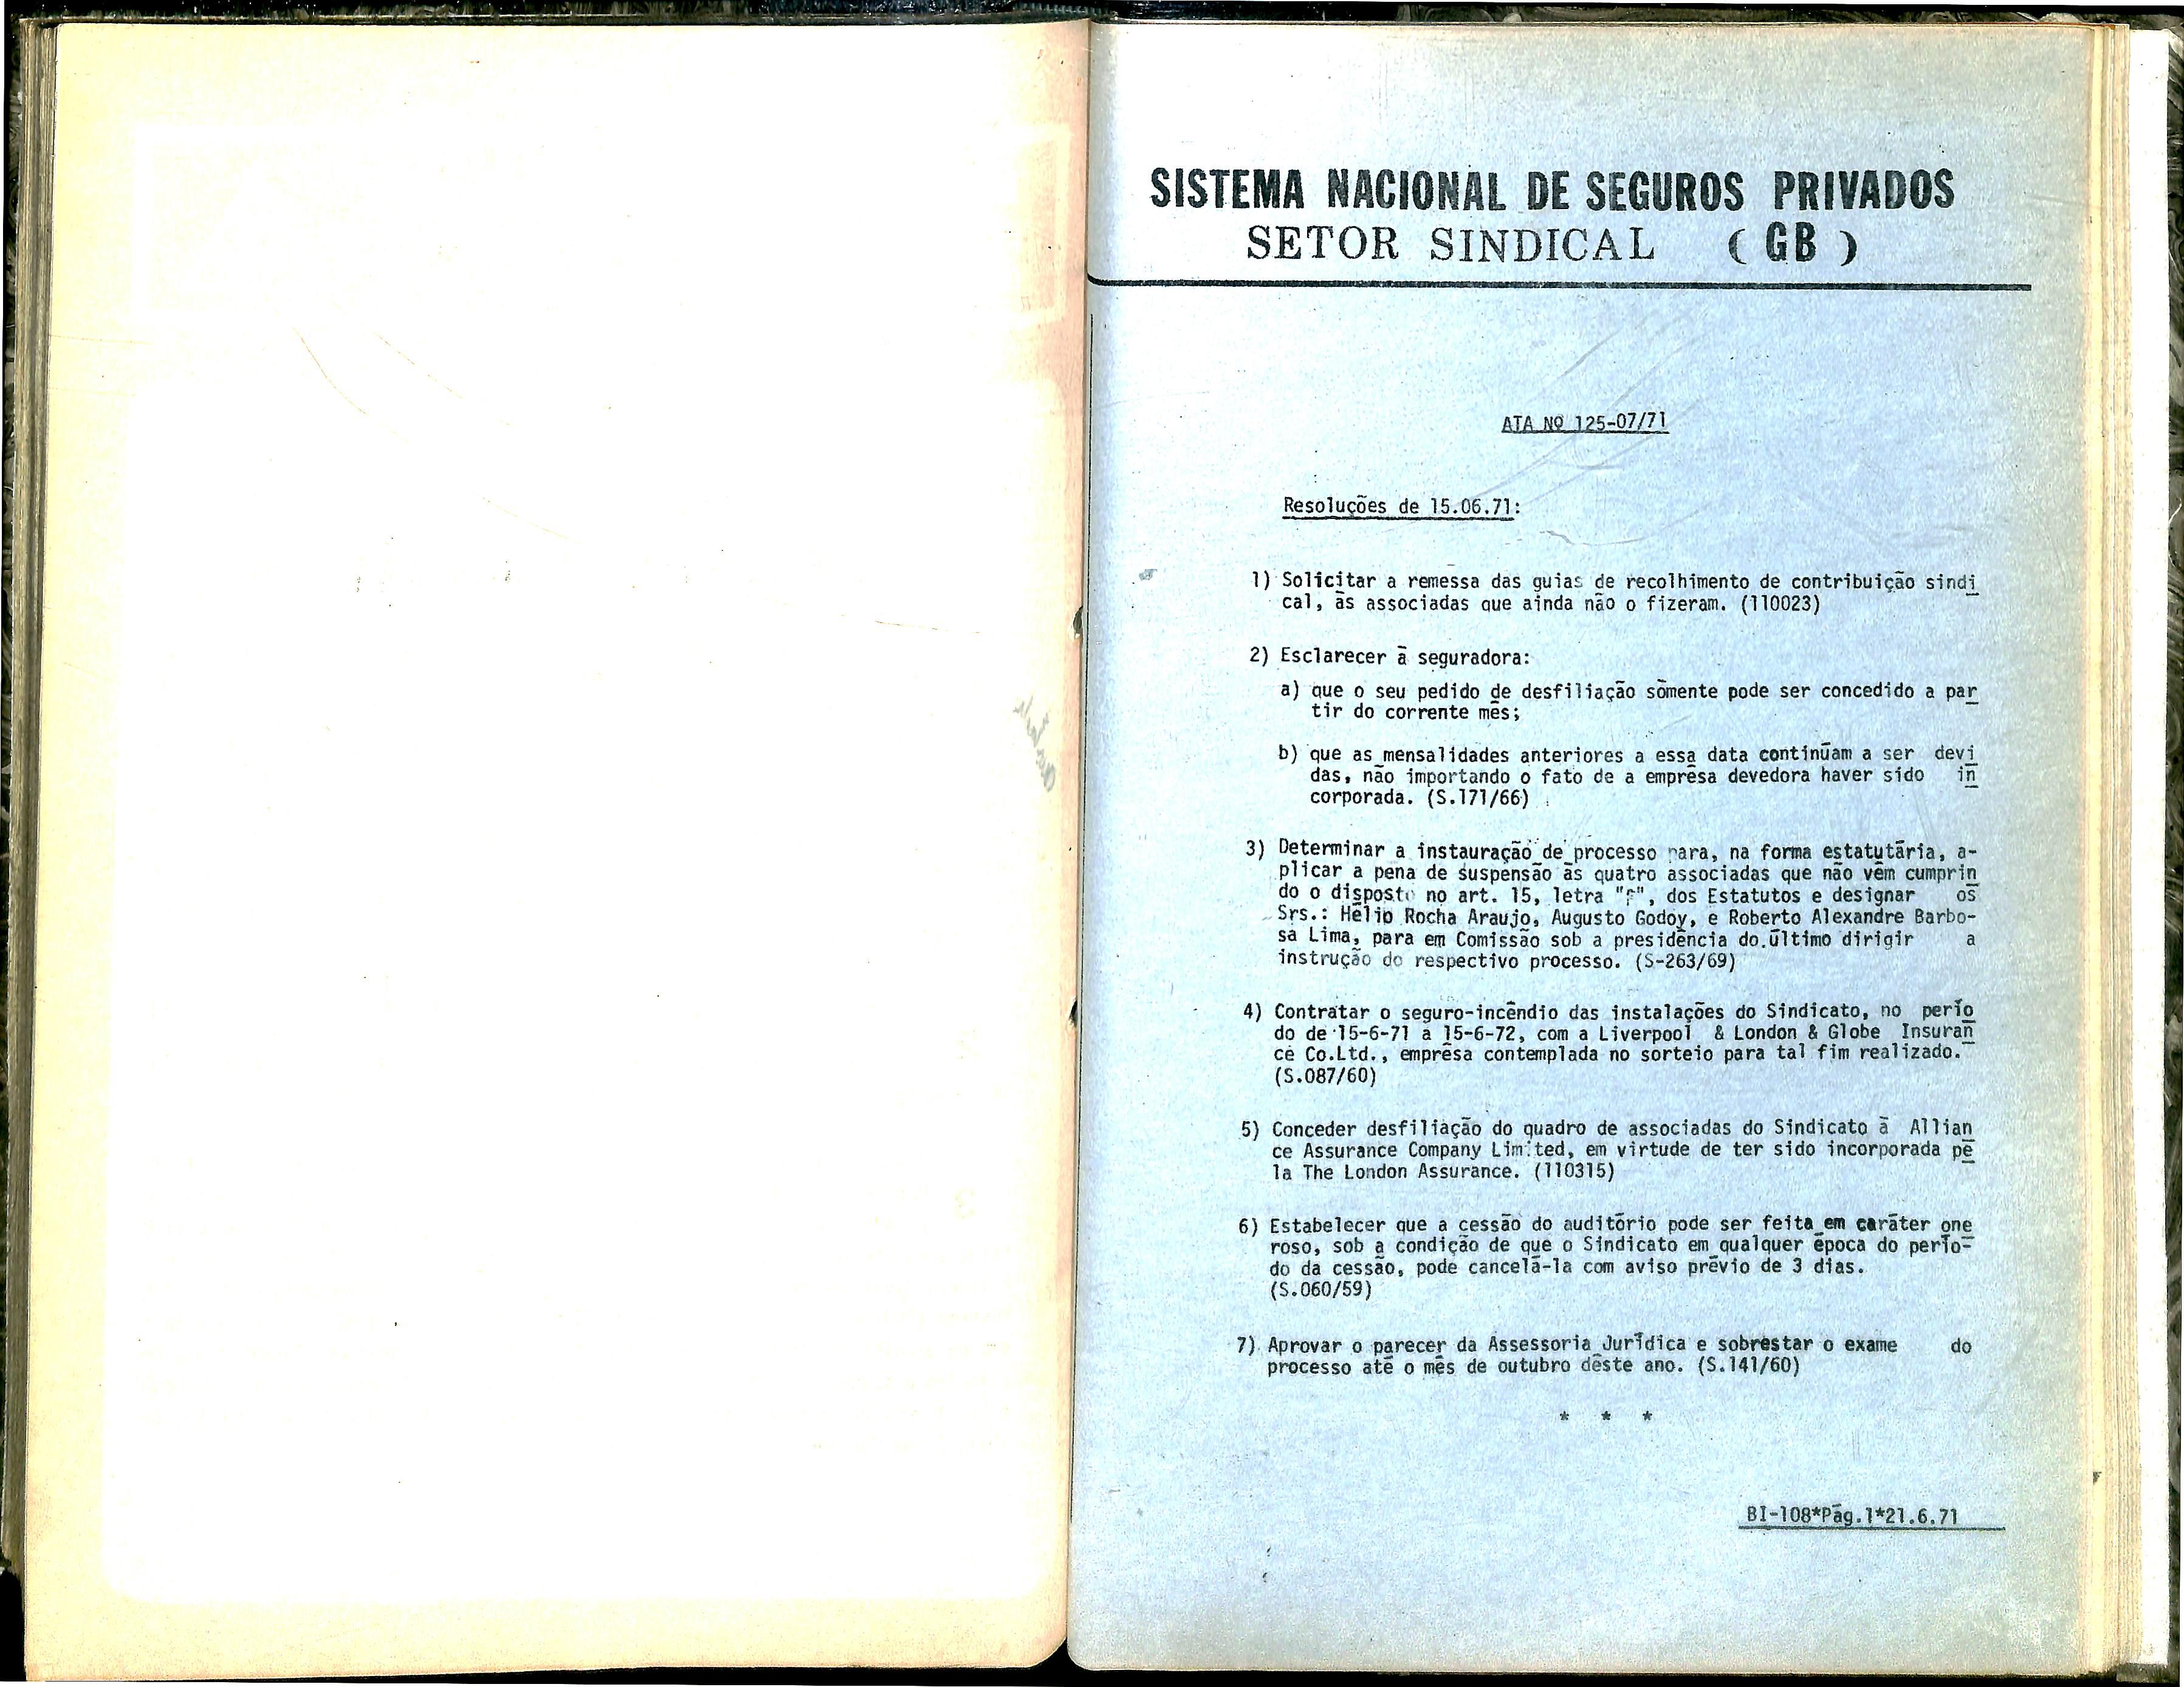 SISTEMA NACIONAL DE SEGUROS PRIVADOS
SETOR SINDICAL (GB)
ATA Nº 125-07/71
Resoluções de 15.06.71:
1) Solicitar a remessa das guias de recolhimento de contribuição sindi
cal, às associadas que ainda não o fizeram. (110023)
2) Esclarecer à seguradora:
a) que o seu pedido de desfiliação sòmente pode ser concedido a par
tir do corrente mês;
b) que as mensalidades anteriores a essa data continúam a ser devi
das, não importando o fato de a emprêsa devedora haver sido in
corporada. (S.171/66)
3) Determinar a instauração de processo para, na forma estatutária, a-
plicar a pena de suspensão às quatro associadas que não vêm cumprin
do o disposto no art. 15, letra "f", dos Estatutos e designar os
Srs.: Hélio Rocha Araujo, Augusto Godoy, e Roberto Alexandre Barbo-
sa Lima, para em Comissão sob a presidência do último dirigir a
instrução do respectivo processo. (S-263/69)
4) Contratar o seguro-incêndio das instalações do Sindicato, no perío
do de 15-6-71 a 15-6-72, com a Liverpool & London & Globe Insuran
ce Co.Ltd., emprêsa contemplada no sorteio para tal fim realizado.
(S.087/60)
5) Conceder desfiliação do quadro de associadas do Sindicato à Allian
ce Assurance Company Limited, em virtude de ter sido incorporada pe
la The London Assurance. (110315)
6) Estabelecer que a cessão do auditório pode ser feita em caráter one
roso, sob a condição de que o Sindicato em qualquer época do perío-
do da cessão, pode cancelá-la com aviso prévio de 3 dias.
(S.060/59)
7) Aprovar o parecer da Assessoria Jurídica e sobrestar o exame do
processo até o mês de outubro dêste ano. (S.141/60)
* * *
BI-108*Pág.1*21.6.71